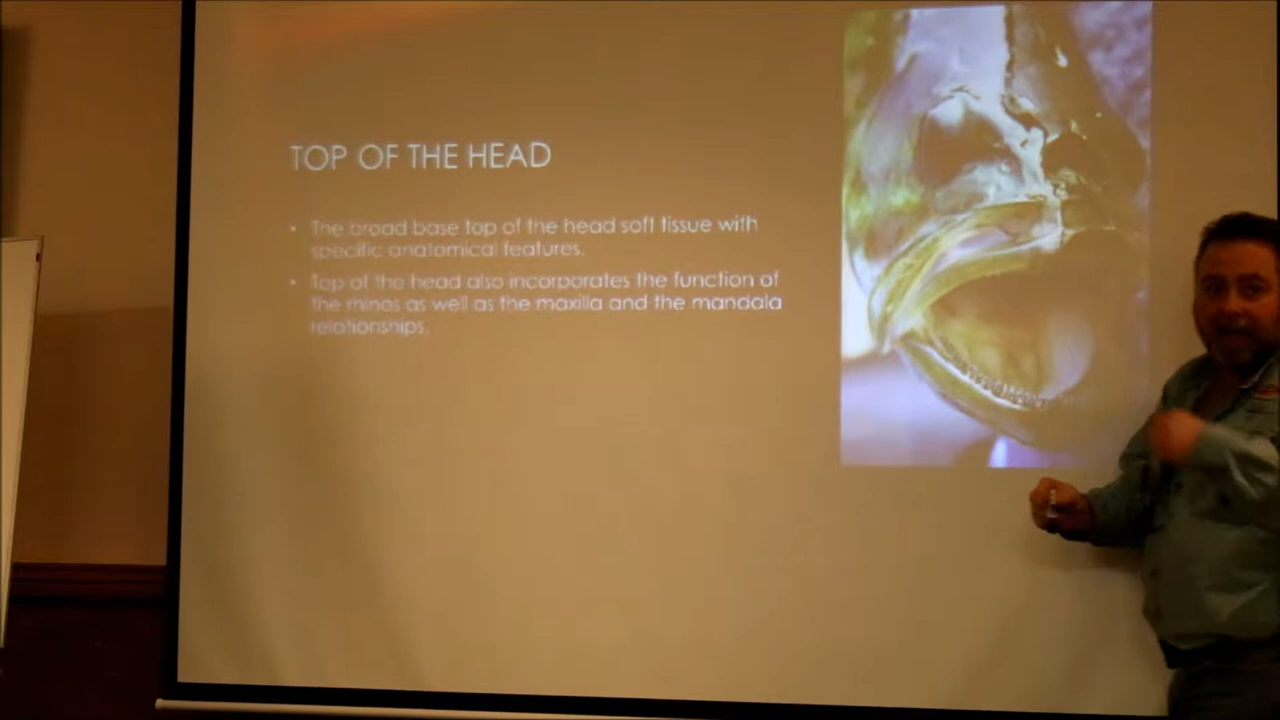 TOP OF THE HEAD
• The broad base top of the head soft tissue with
specific anatomical features.
• Top of the head also incorporates the function of
the rhinos as well as the maxilla and the mandala
relationships.